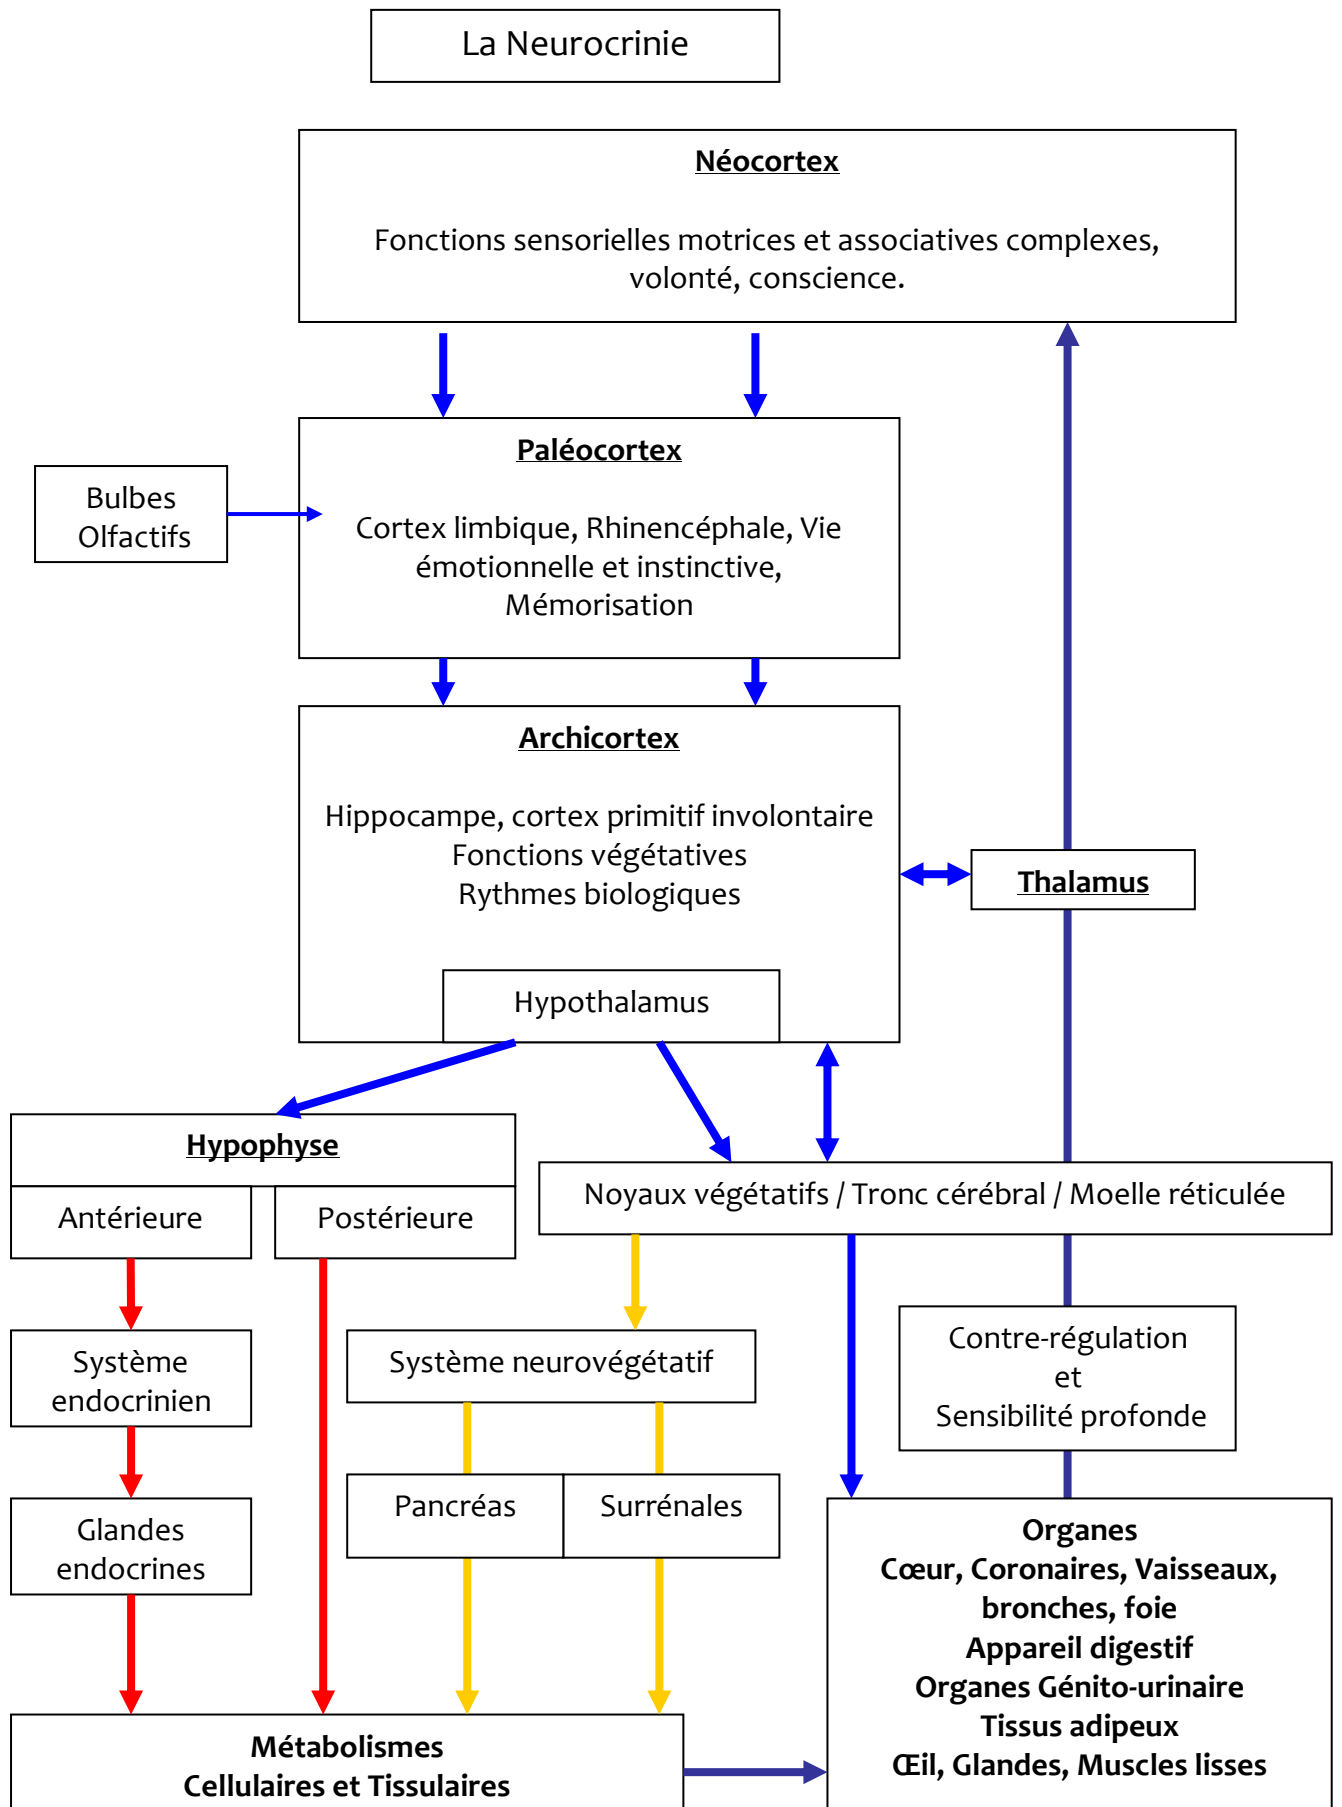 La Neurocrinie
Néocortex
Fonctions sensorielles motrices et associatives complexes,
volonté, conscience.
Paléocortex
Bulbes
Olfactifs
Cortex limbique, Rhinencéphale, Vie
émotionnelle et instinctive,
Mémorisation
Archicortex
Hippocampe, cortex primitif involontaire
Fonctions végétatives
Rythmes biologiques
Thalamus
Hypothalamus
Hypophyse
Antérieure
Postérieure
Noyaux végétatifs / Tronc cérébral / Moelle réticulée
Système
endocrinien
Système neurovégétatif
Contre-régulation
et
Sensibilité profonde
Glandes
endocrines
Pancréas
Surrénales
Organes
Cœur, Coronaires, Vaisseaux,
bronches, foie
Appareil digestif
Organes Génito-urinaire
Tissus adipeux
Œil, Glandes, Muscles lisses
Métabolismes
Cellulaires et Tissulaires